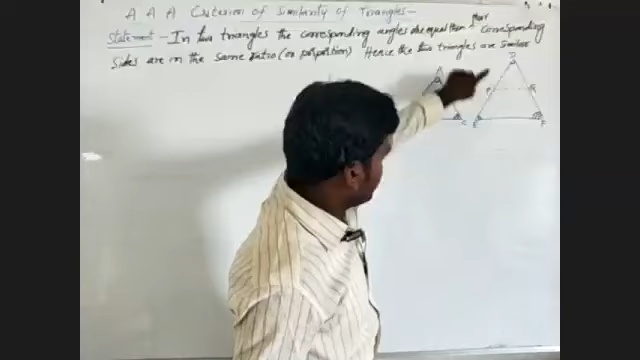 A A A Criterion of Similarity of Triangles-
Statement - In two triangles the corresponding angles are equal then their corresponding
Sides are in the same ratio (or proportion) Hence the two triangles are similar
A
D
P
C
E
F